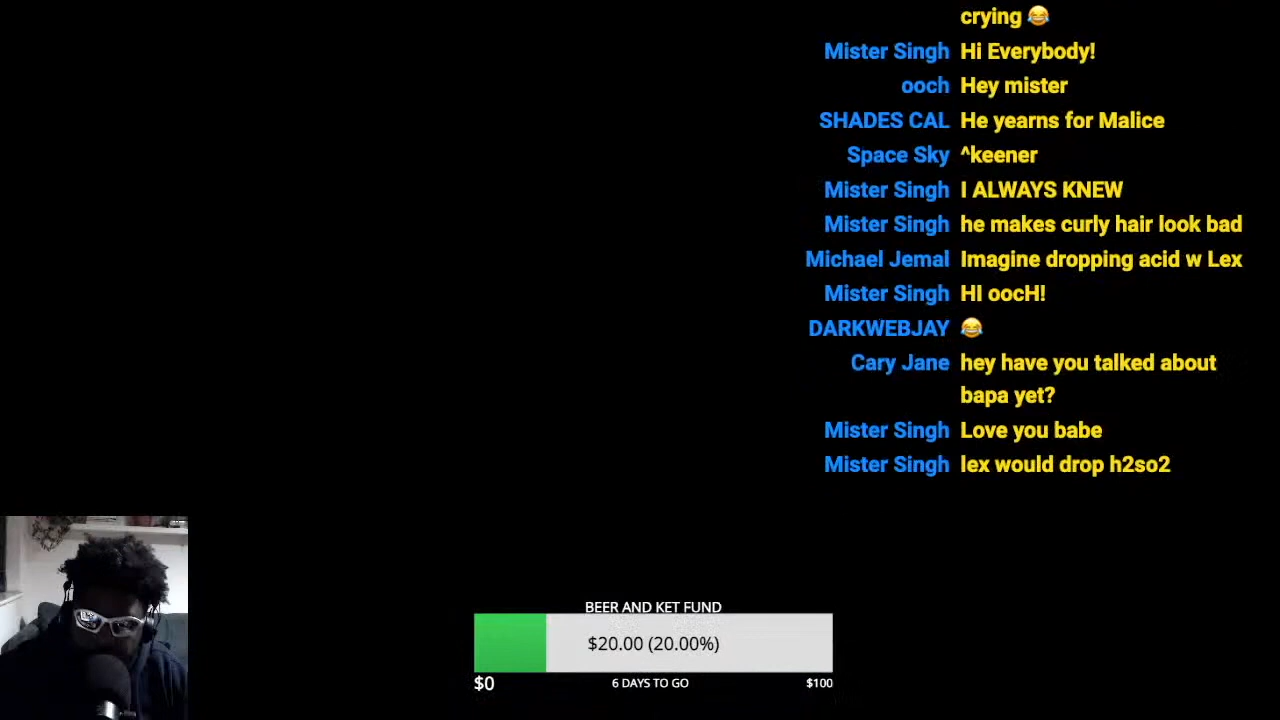 crying 😂
Mister Singh Hi Everybody!
ooch Hey mister
SHADES CAL He yearns for Malice
Space Sky ^keener
Mister Singh I ALWAYS KNEW
Mister Singh he makes curly hair look bad
Michael Jemal Imagine dropping acid w Lex
Mister Singh HI oocH!
DARKWEBJAY 😂
Cary Jane hey have you talked about
bapa yet?
Mister Singh Love you babe
Mister Singh lex would drop h2so2
BEER AND KET FUND
$20.00 (20.00%)
$0 6 DAYS TO GO $100